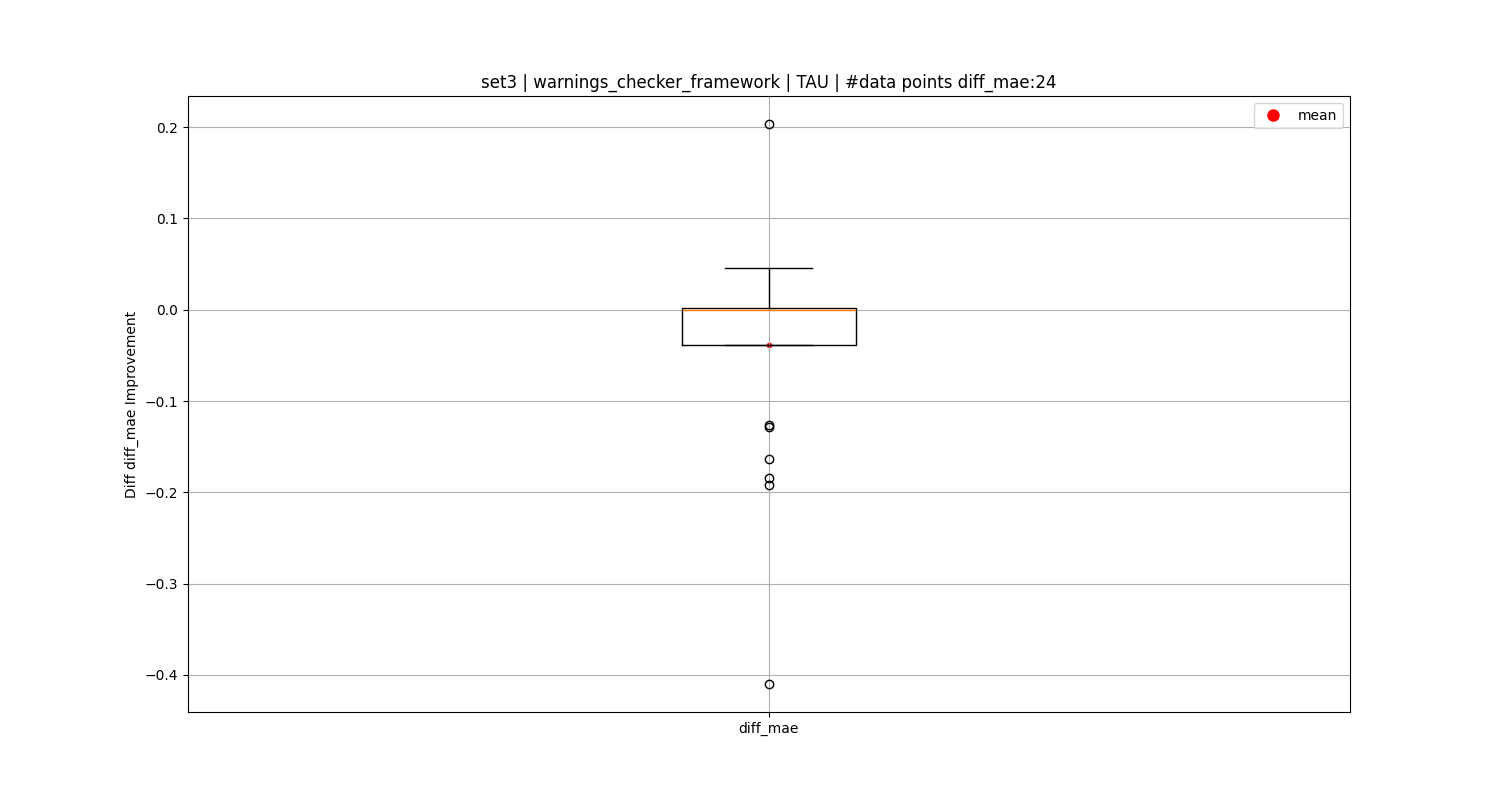 set3 | warnings_checker_framework | TAU | #data points diff_mae:24
mean
Diff diff_mae Improvement
0.2
0.1
0.0
−0.1
−0.2
−0.3
−0.4
diff_mae